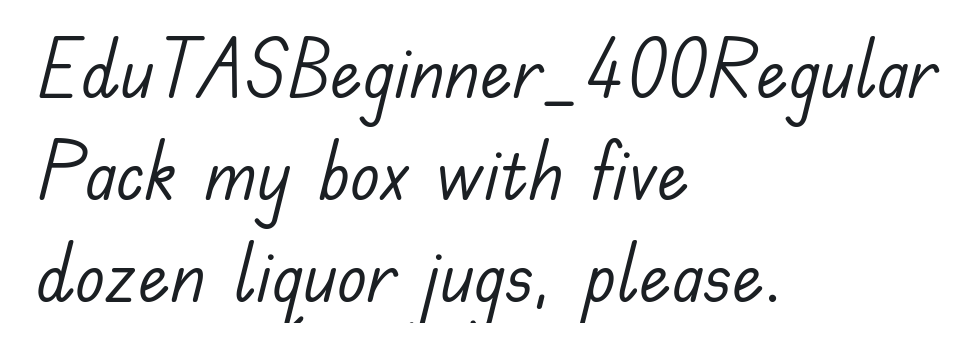 EduTASBeginner_400Regular
Pack my box with five
dozen liquor jugs, please.